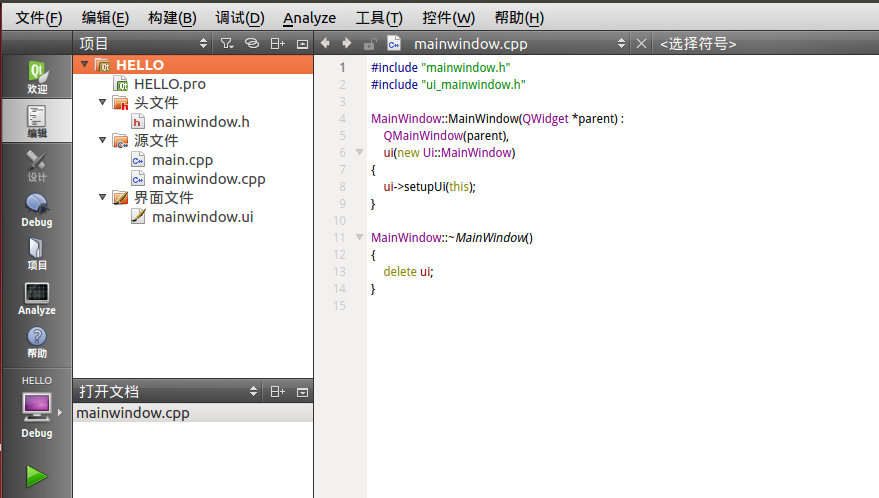 文件(F) 编辑(E) 构建(B) 调试(D) Analyze 工具(T) 控件(W) 帮助(H)
项目
mainwindow.cpp
<选择符号>
欢迎
编辑
设计
Debug
项目
Analyze
帮助
HELLO
Debug
HELLO
HELLO.pro
头文件
mainwindow.h
源文件
main.cpp
mainwindow.cpp
界面文件
mainwindow.ui
打开文档
mainwindow.cpp
1 #include "mainwindow.h"
2 #include "ui_mainwindow.h"
3
4 MainWindow::MainWindow(QWidget *parent) :
5 QMainWindow(parent),
6 ui(new Ui::MainWindow)
7 {
8 ui->setupUi(this);
9 }
10
11 MainWindow::~MainWindow()
12 {
13 delete ui;
14 }
15